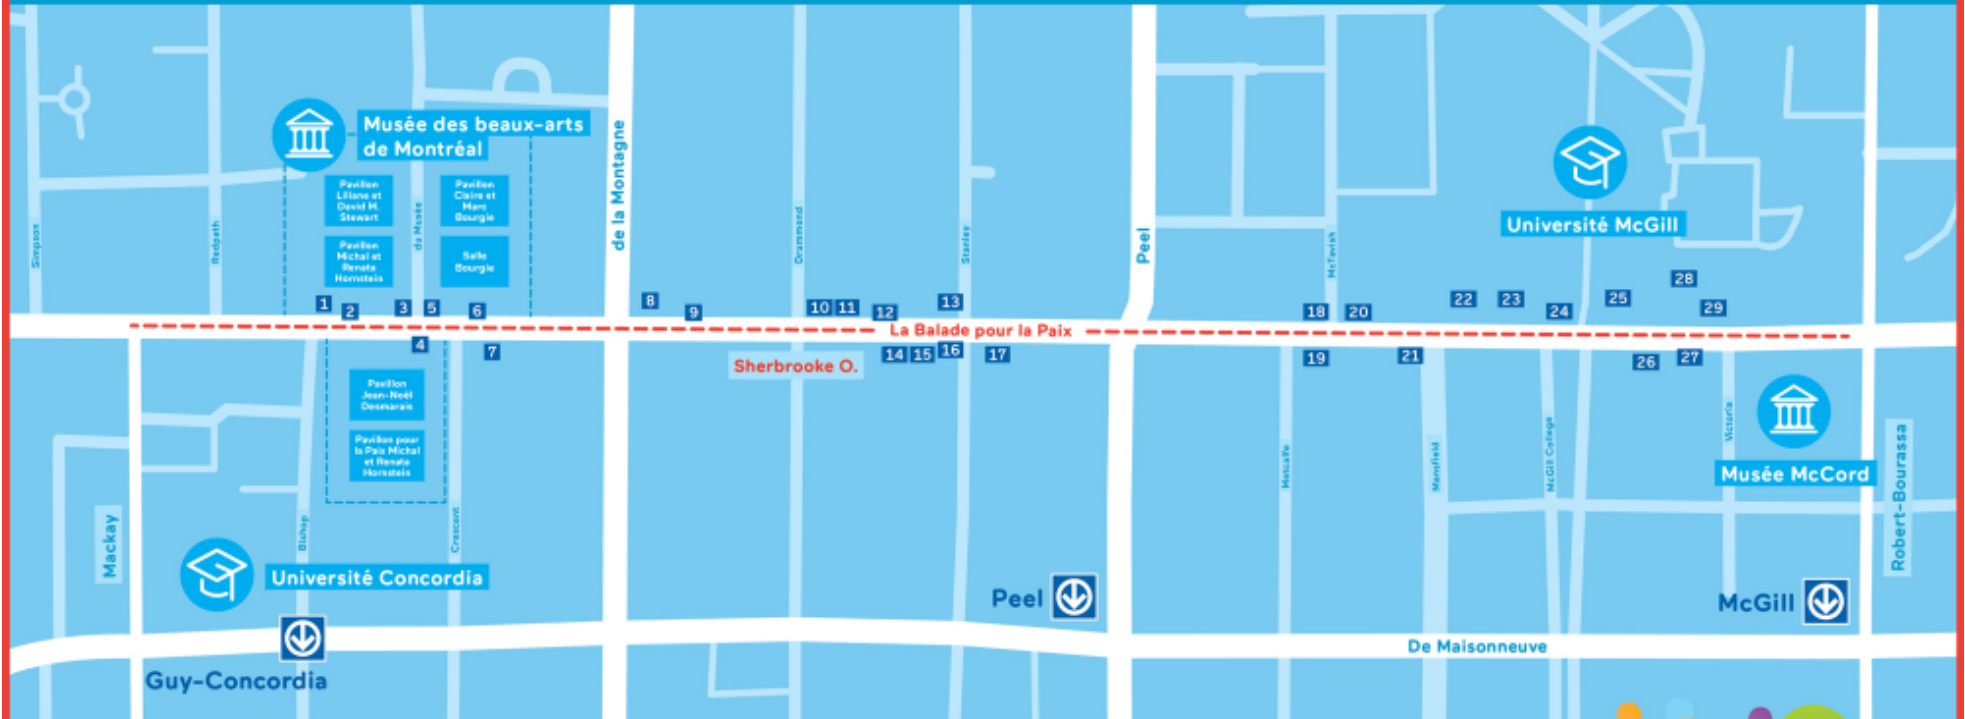 Musée des beaux-arts
de Montréal
Pavillon
Liliane et
David M.
Stewart
Pavillon
Claire et
Marc
Bourgie
Pavillon
Michal et
Renata
Hornstein
Salle
Bourgie
Simpson
Redpath
du Musée
de la Montagne
Drummond
Stanley
Peel
McTavish
Université McGill
1
2
3
5
6
8
9
10
11
12
13
18
20
22
23
24
25
28
29
La Balade pour la Paix
4
7
Sherbrooke O.
14
15
16
17
19
21
26
27
Pavillon
Jean-Noël
Desmarais
Pavillon pour
la Paix Michal
et Renata
Hornstein
Mackay
Bishop
Crescent
Metcalfe
Mansfield
McGill College
Victoria
Musée McCord
Robert-Bourassa
Université Concordia
Peel
McGill
De Maisonneuve
Guy-Concordia